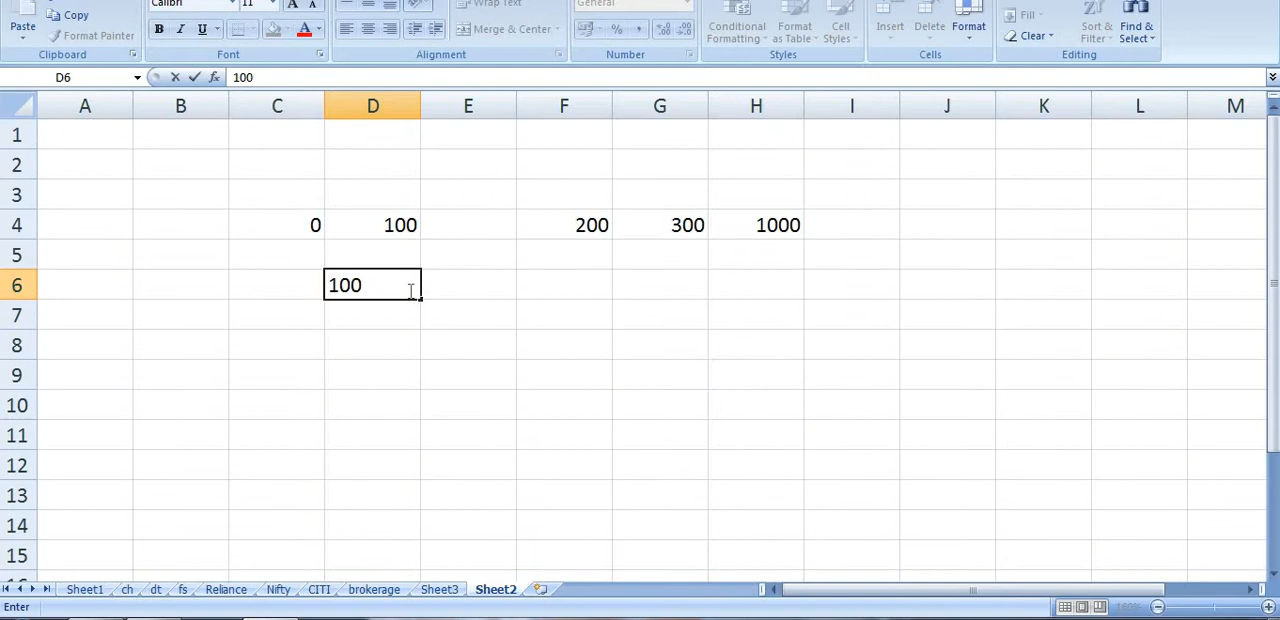 Calibri 11 Wrap Text General
Paste Copy B I U A Merge & Center % , Conditional Format Cell Insert Delete Format Fill Sort & Find &
Format Painter Formatting as Table Styles Clear Filter Select
Clipboard Font Alignment Number Styles Cells Editing
D6 fx 100
A B C D E F G H I J K L M
1
2
3
4 0 100 200 300 1000
5
6 100
7
8
9
10
11
12
13
14
15
Sheet1 ch dt fs Reliance Nifty CITI brokerage Sheet3 Sheet2
Enter 160%